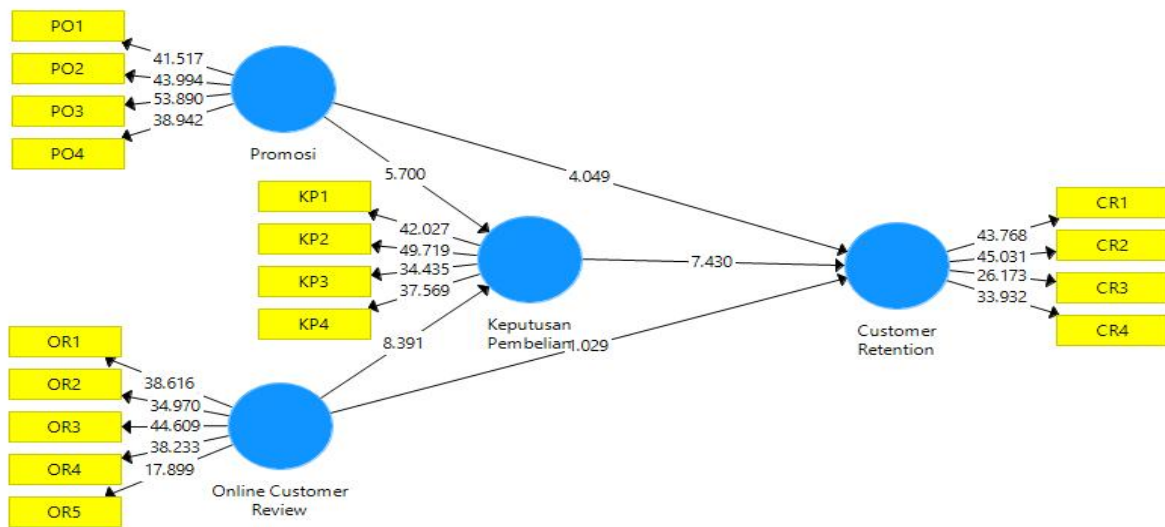 PO1
PO2
PO3
PO4
41.517
43.994
53.890
38.942
Promosi
5.700
4.049
KP1
KP2
KP3
KP4
42.027
49.719
34.435
37.569
Keputusan
Pembelian
7.430
8.391
1.029
CR1
CR2
CR3
CR4
43.768
45.031
26.173
33.932
Customer
Retention
OR1
OR2
OR3
OR4
OR5
38.616
34.970
44.609
38.233
17.899
Online Customer
Review